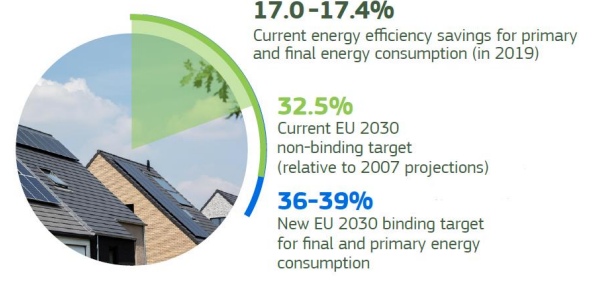 17.0-17.4%
Current energy efficiency savings for primary
and final energy consumption (in 2019)
32.5%
Current EU 2030
non-binding target
(relative to 2007 projections)
36-39%
New EU 2030 binding target
for final and primary energy
consumption